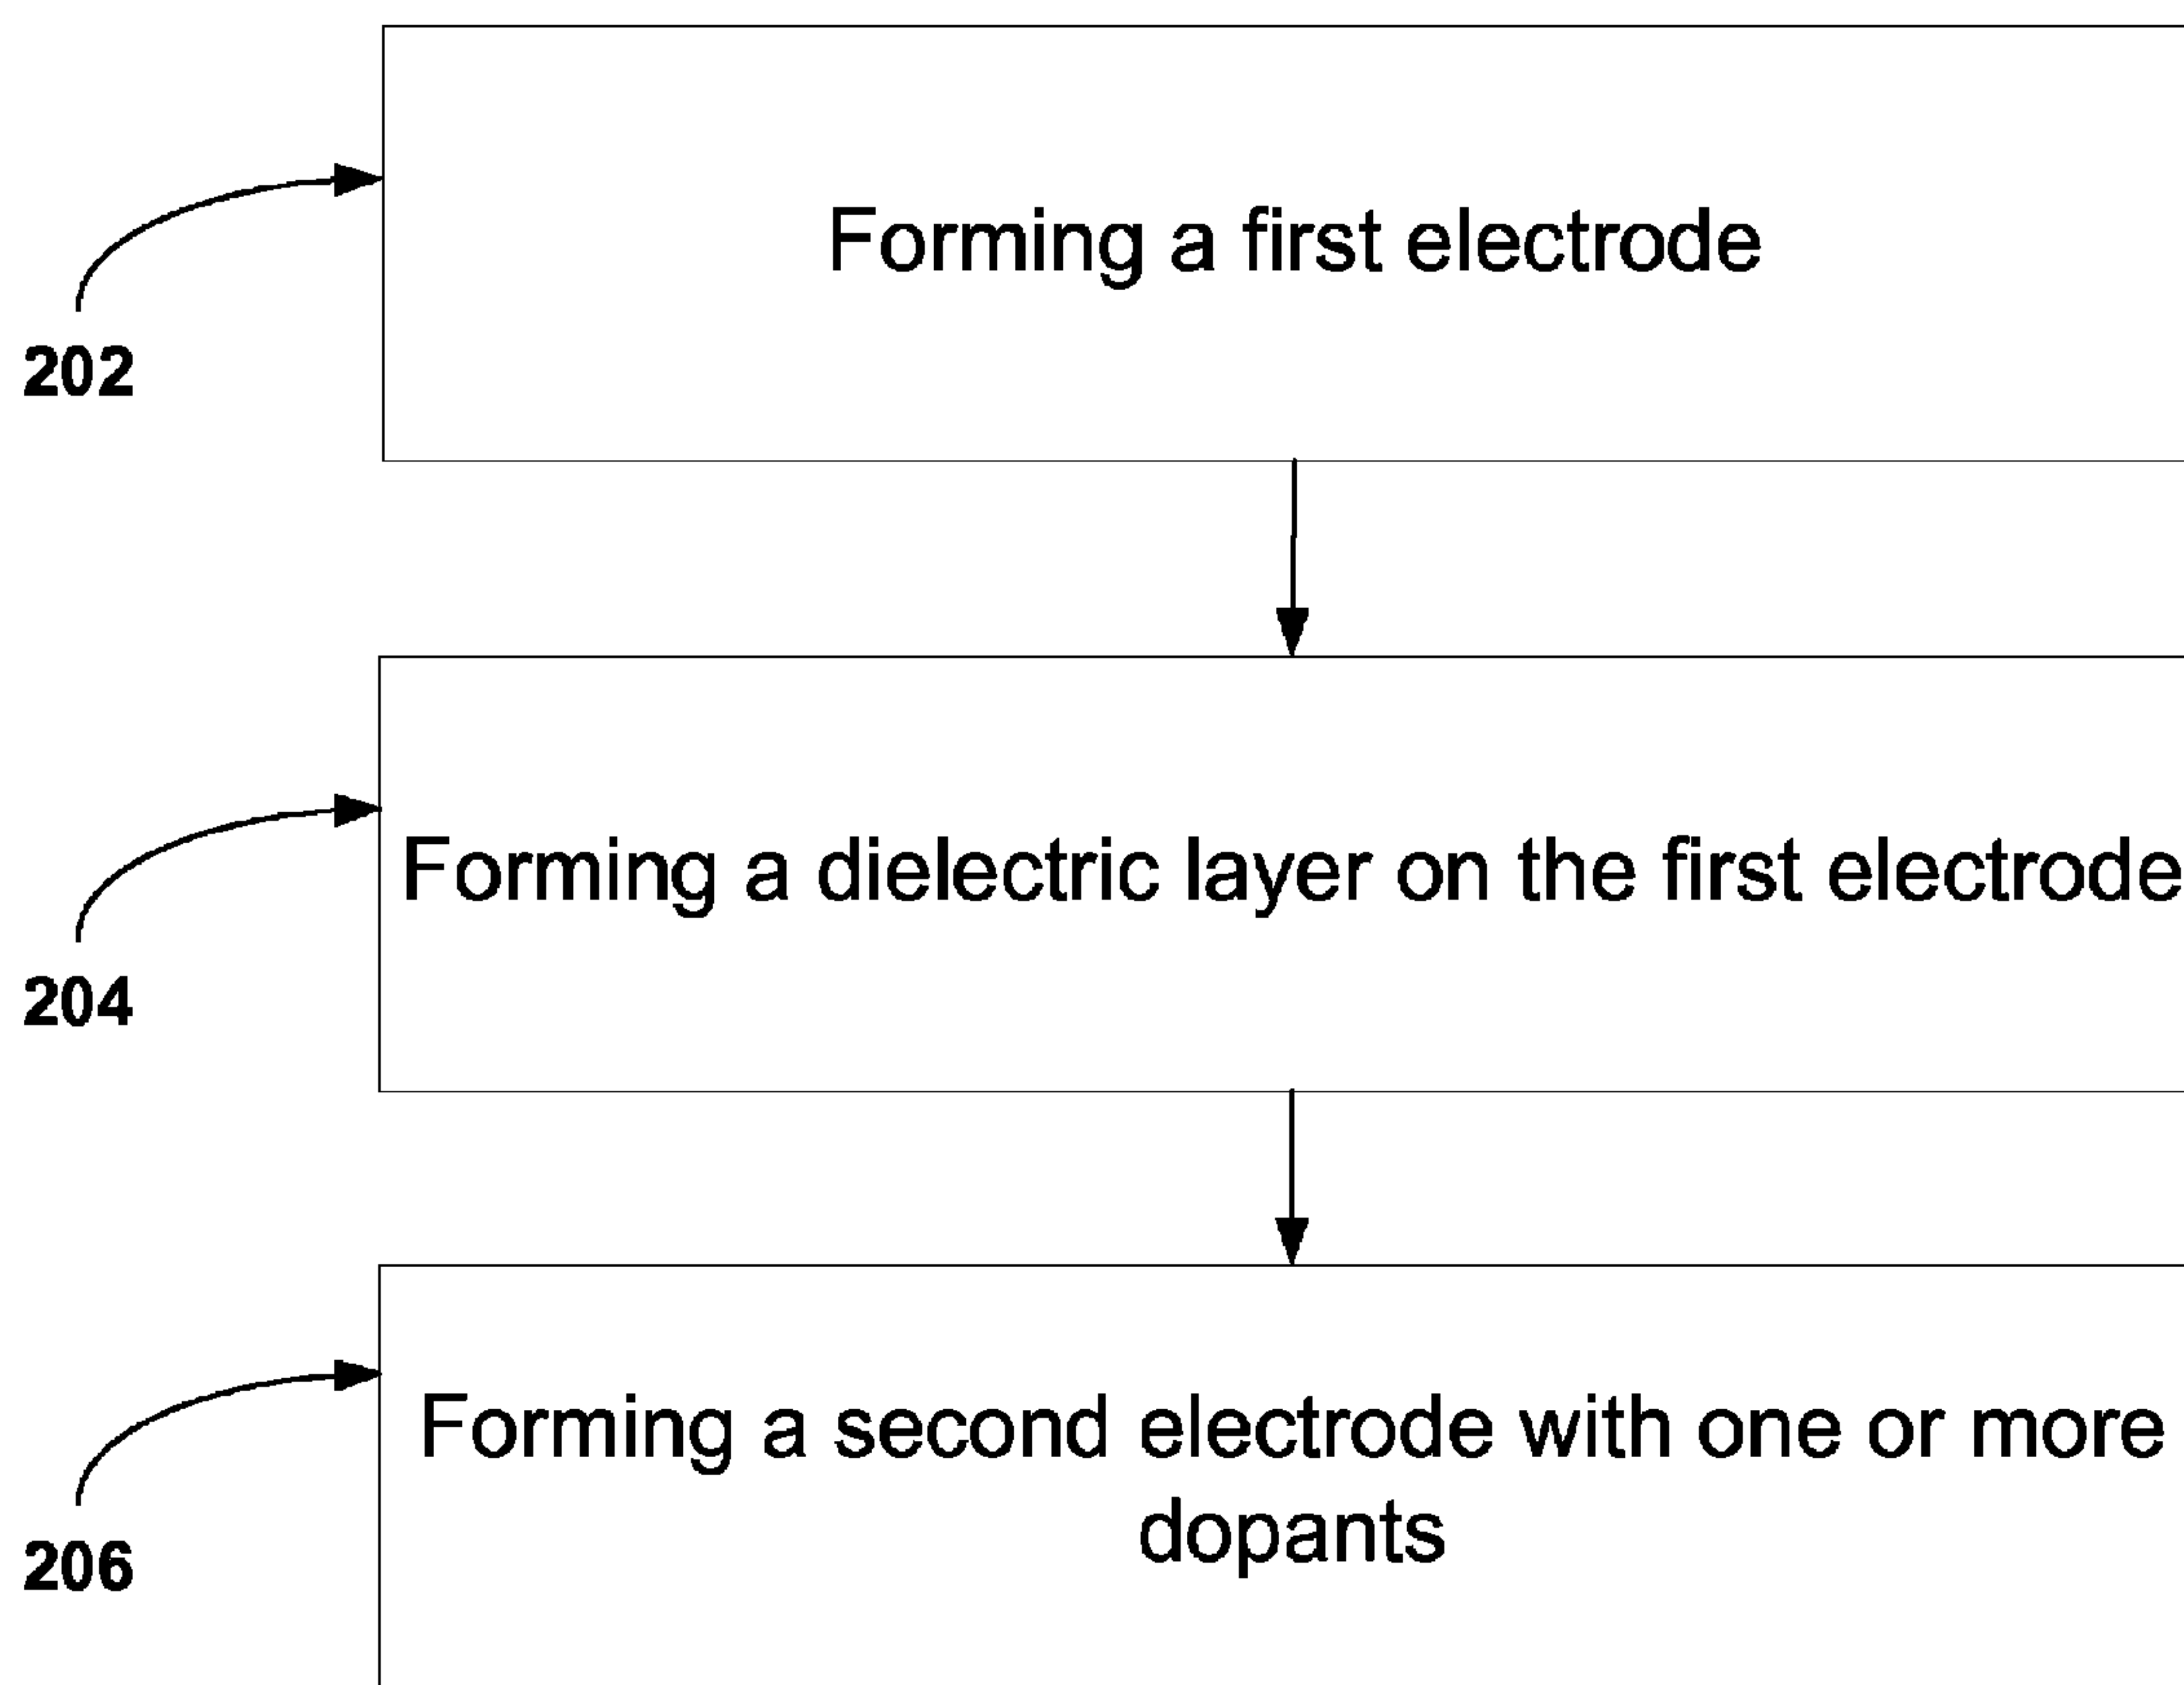 Forming a first electrode
202
Forming a dielectric layer on the first electrode
204
Forming a second electrode with one or more
dopants
206